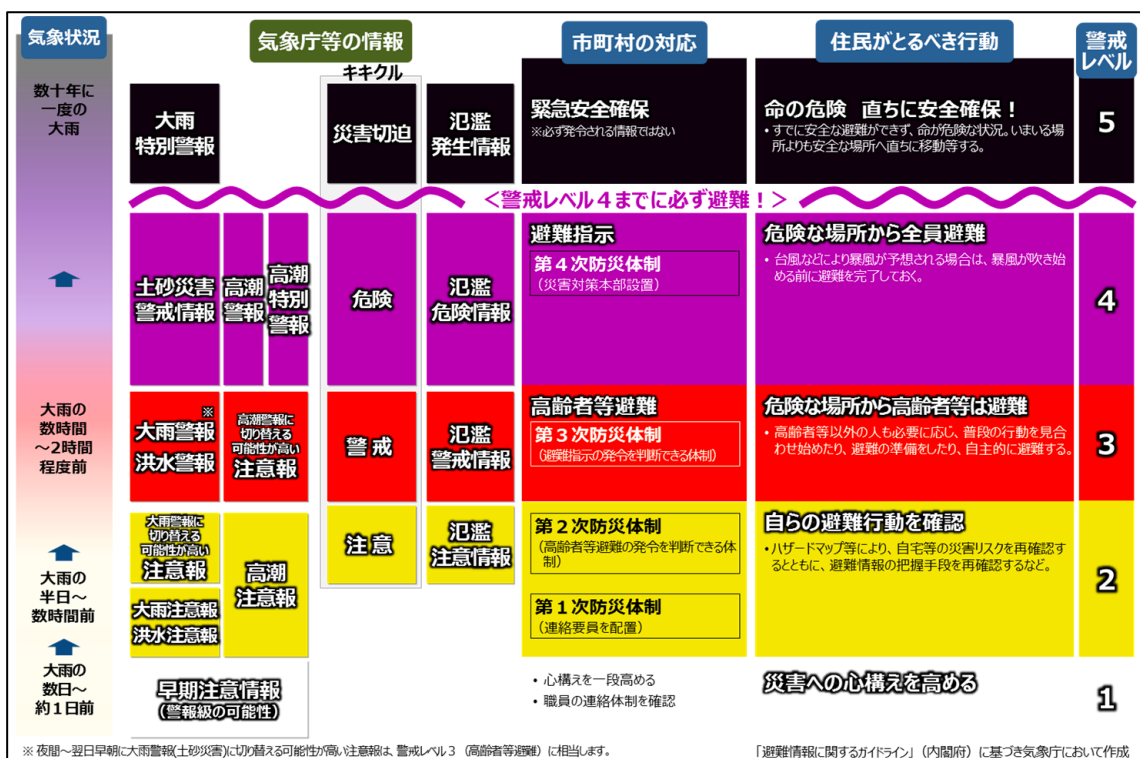 気象状況
気象庁等の情報
市町村の対応
住民がとるべき行動
警戒
レベル
キキクル
数十年に
一度の
大雨
大雨
特別警報
災害切迫
氾濫
発生情報
緊急安全確保
※必ず発令される情報ではない
命の危険 直ちに安全確保！
・すでに安全な避難ができず、命が危険な状況。いまいる場
所よりも安全な場所へ直ちに移動等する。
5
<警戒レベル４までに必ず避難！>
土砂災害
警戒情報
高潮
警報
高潮
特別
警報
危険
氾濫
危険情報
避難指示
第４次防災体制
（災害対策本部設置）
危険な場所から全員避難
・台風などにより暴風が予想される場合は、暴風が吹き始
める前に避難を完了しておく。
4
大雨の
数時間
～2時間
程度前
※
大雨警報
洪水警報
高潮警報に
切り替える
可能性が高い
注意報
警戒
氾濫
警戒情報
高齢者等避難
第３次防災体制
（避難指示の発令を判断できる体制）
危険な場所から高齢者等は避難
・高齢者等以外の人も必要に応じ、普段の行動を見合
わせ始めたり、避難の準備をしたり、自主的に避難する。
3
大雨の
半日～
数時間前
大雨警報に
切り替える
可能性が高い
注意報
大雨注意報
洪水注意報
高潮
注意報
注意
氾濫
注意情報
第２次防災体制
（高齢者等避難の発令を判断できる体
制）
第１次防災体制
（連絡要員を配置）
自らの避難行動を確認
・ハザードマップ等により、自宅等の災害リスクを再確認す
るとともに、避難情報の把握手段を再確認するなど。
2
大雨の
数日～
約１日前
早期注意情報
（警報級の可能性）
・心構えを一段高める
・職員の連絡体制を確認
災害への心構えを高める
1
※ 夜間～翌日早朝に大雨警報(土砂災害)に切り替える可能性が高い注意報は、警戒レベル３（高齢者等避難）に相当します。
「避難情報に関するガイドライン」（内閣府）に基づき気象庁において作成